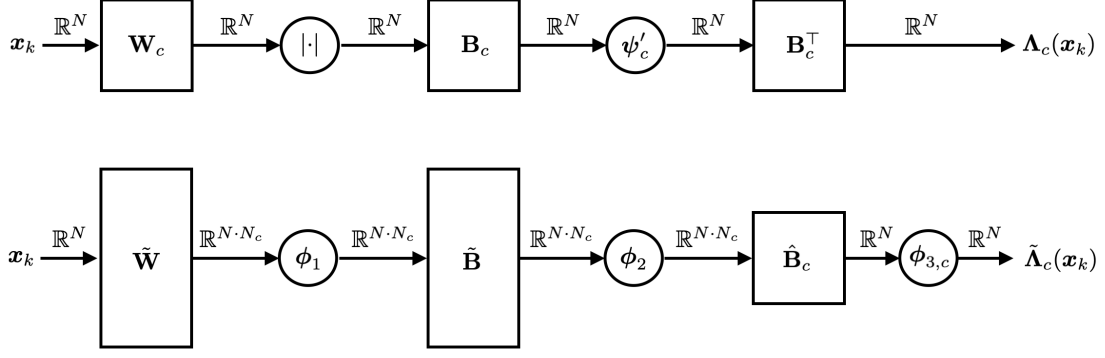 ℝ^N ℝ^N ℝ^N ℝ^N ℝ^N ℝ^N
𝒙_k W_c |·| B_c 𝝍′_c B_c^⊤ 𝚲_c(𝒙_k)
ℝ^N ℝ^{N·N_c} ℝ^{N·N_c} ℝ^{N·N_c} ℝ^{N·N_c} ℝ^N ℝ^N
𝒙_k W̃ ϕ_1 B̃ ϕ_2 B̂_c ϕ_{3,c} 𝚲̃_c(𝒙_k)